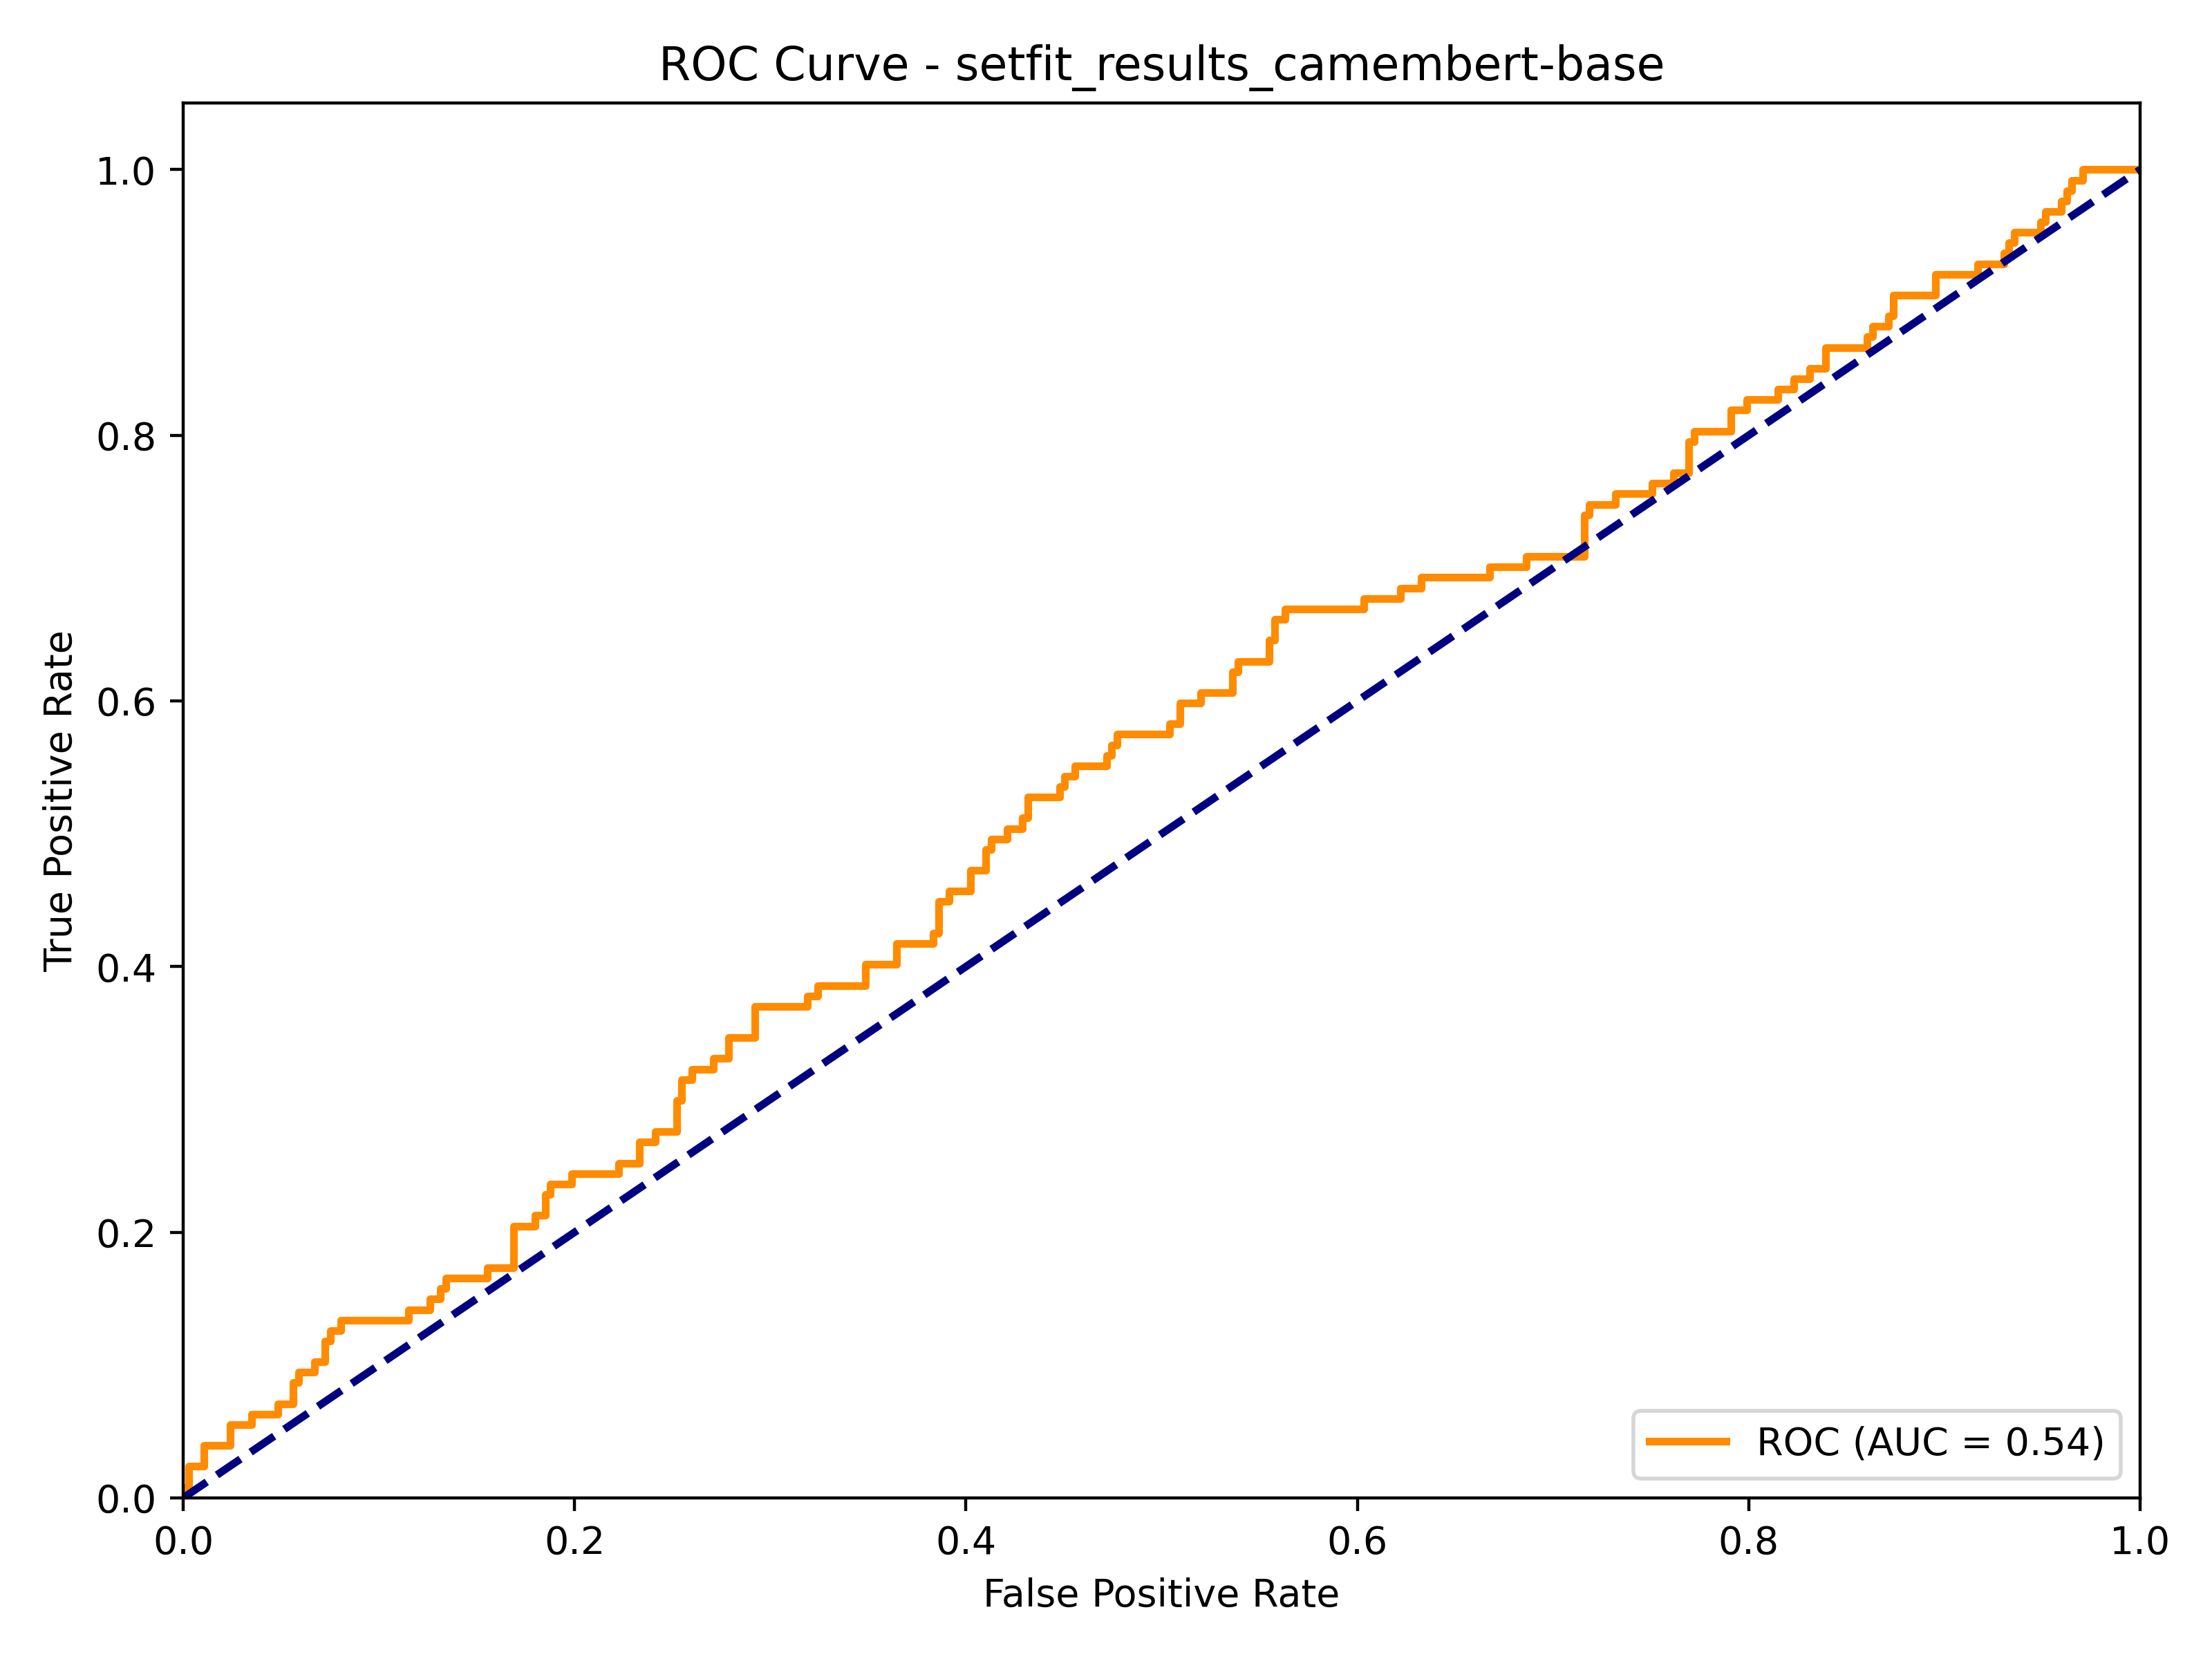 ROC Curve - setfit_results_camembert-base
1.0
0.8
0.6
0.4
0.2
0.0
True Positive Rate
0.0 0.2 0.4 0.6 0.8 1.0
False Positive Rate
ROC (AUC = 0.54)